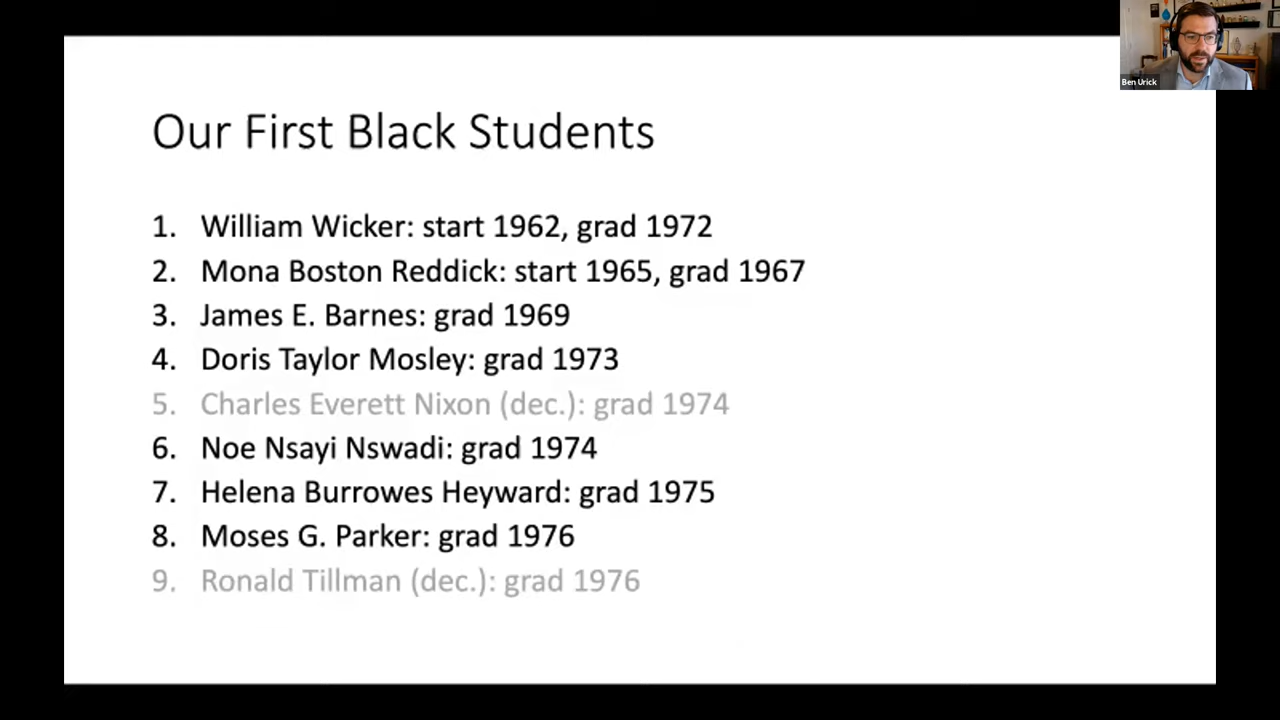 Ben Urick
Our First Black Students
1. William Wicker: start 1962, grad 1972
2. Mona Boston Reddick: start 1965, grad 1967
3. James E. Barnes: grad 1969
4. Doris Taylor Mosley: grad 1973
5. Charles Everett Nixon (dec.): grad 1974
6. Noe Nsayi Nswadi: grad 1974
7. Helena Burrowes Heyward: grad 1975
8. Moses G. Parker: grad 1976
9. Ronald Tillman (dec.): grad 1976